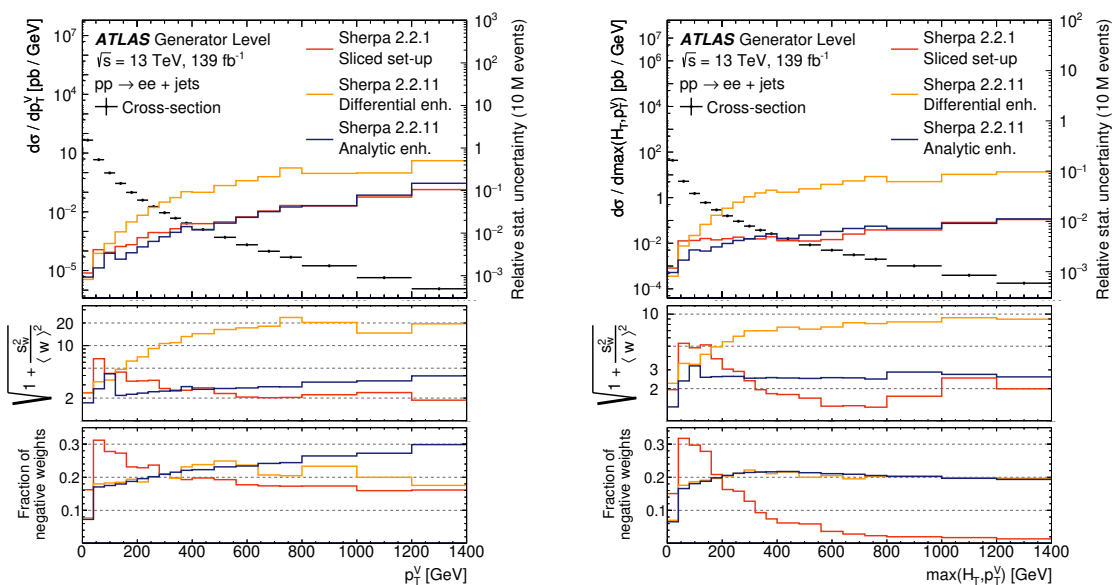 dσ / dp_T^V [pb / GeV]
10⁷
10⁴
10
10⁻²
10⁻⁵
ATLAS Generator Level
√s = 13 TeV, 139 fb⁻¹
pp → ee + jets
Cross-section
Sherpa 2.2.1
Sliced set-up
Sherpa 2.2.11
Differential enh.
Sherpa 2.2.11
Analytic enh.
10³
10²
10
1
10⁻¹
10⁻²
10⁻³
Relative stat. uncertainty (10 M events)
√1 + s_w²/⟨w⟩²
20
10
2
Fraction of
negative weights
0.3
0.2
0.1
0 200 400 600 800 1000 1200 1400
p_T^V [GeV]
dσ / dmax(H_T,p_T^V) [pb / GeV]
10⁷
10⁶
10⁴
10²
1
10⁻²
10⁻⁴
ATLAS Generator Level
√s = 13 TeV, 139 fb⁻¹
pp → ee + jets
Cross-section
Sherpa 2.2.1
Sliced set-up
Sherpa 2.2.11
Differential enh.
Sherpa 2.2.11
Analytic enh.
10²
10
1
10⁻¹
10⁻²
10⁻³
Relative stat. uncertainty (10 M events)
√1 + s_w²/⟨w⟩²
10
3
2
Fraction of
negative weights
0.3
0.2
0.1
0 200 400 600 800 1000 1200 1400
max(H_T,p_T^V) [GeV]